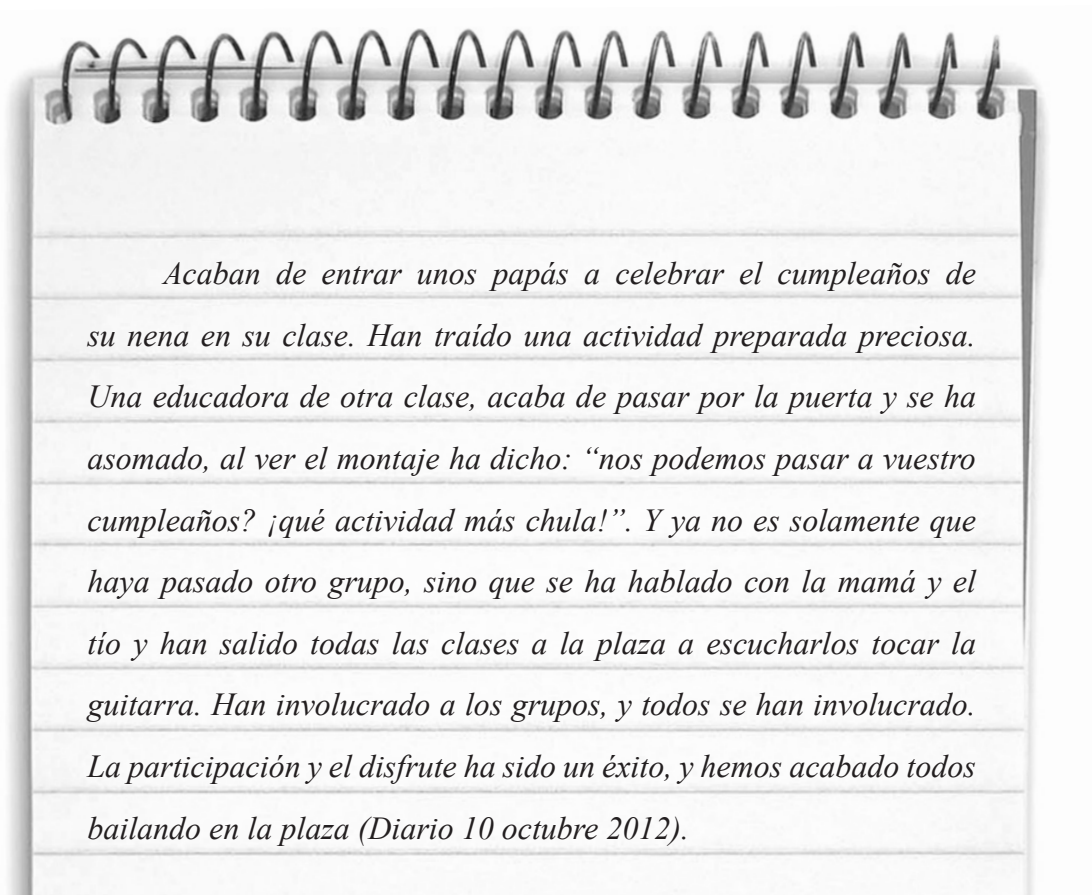 Acaban de entrar unos papás a celebrar el cumpleaños de
su nena en su clase. Han traído una actividad preparada preciosa.
Una educadora de otra clase, acaba de pasar por la puerta y se ha
asomado, al ver el montaje ha dicho: “nos podemos pasar a vuestro
cumpleaños? ¡qué actividad más chula!”. Y ya no es solamente que
haya pasado otro grupo, sino que se ha hablado con la mamá y el
tío y han salido todas las clases a la plaza a escucharlos tocar la
guitarra. Han involucrado a los grupos, y todos se han involucrado.
La participación y el disfrute ha sido un éxito, y hemos acabado todos
bailando en la plaza (Diario 10 octubre 2012).